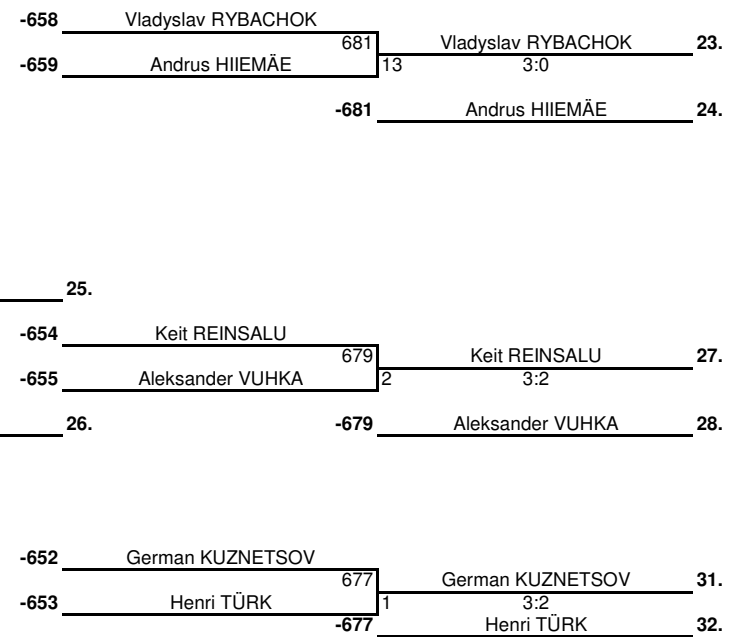 -658 Vladyslav RYBACHOK
681 Vladyslav RYBACHOK 23.
-659 Andrus HIIEMÄE 13 3:0
-681 Andrus HIIEMÄE 24.
25.
-654 Keit REINSALU
679 Keit REINSALU 27.
-655 Aleksander VUHKA 2 3:2
26. -679 Aleksander VUHKA 28.
-652 German KUZNETSOV
677 German KUZNETSOV 31.
-653 Henri TÜRK 1 3:2
-677 Henri TÜRK 32.